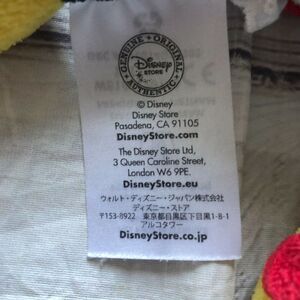 GENUINE • ORIGINAL
Disney
STORE
AUTHENTIC
© Disney
Disney Store
Pasadena, CA 91105
DisneyStore.com
The Disney Store Ltd,
3 Queen Caroline Street,
London W6 9PE.
DisneyStore.eu
ウォルト・ディズニー・ジャパン株式会社
ディズニー・ストア
〒153-8922 東京都目黒区下目黒1-8-1
アルコタワー
DisneyStore.co.jp